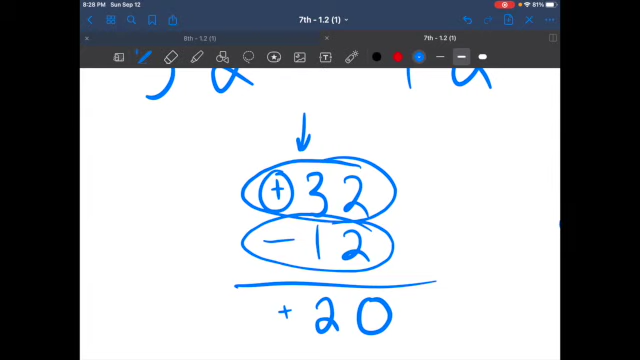 8:28 PM Sun Sep 12
81%
7th - 1.2 (1)
8th - 1.2 (1)
7th - 1.2 (1)
+32
-12
+20